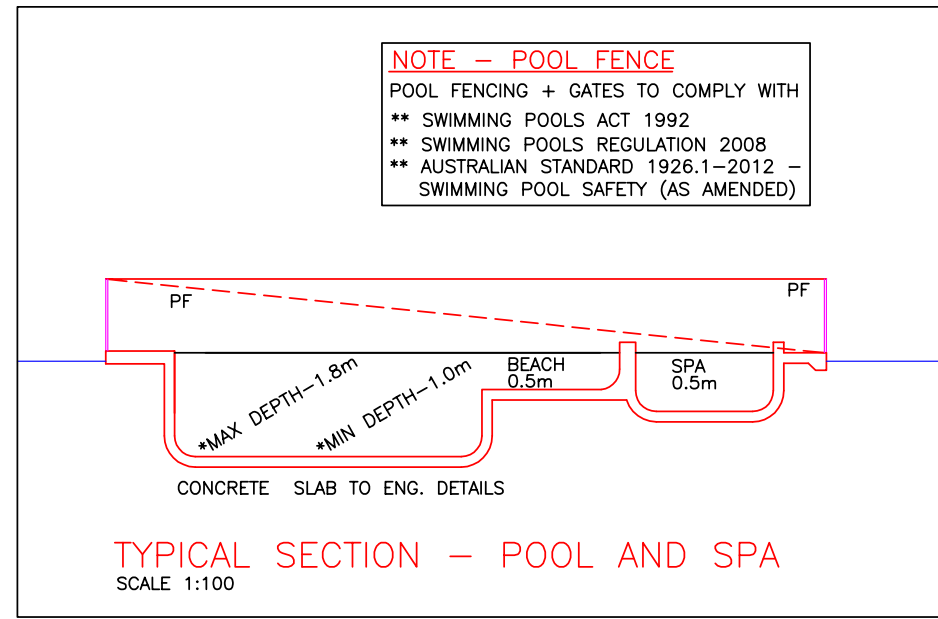 NOTE – POOL FENCE
POOL FENCING + GATES TO COMPLY WITH
** SWIMMING POOLS ACT 1992
** SWIMMING POOLS REGULATION 2008
** AUSTRALIAN STANDARD 1926.1–2012 –
SWIMMING POOL SAFETY (AS AMENDED)
PF
PF
*MAX DEPTH–1.8m
*MIN DEPTH–1.0m
BEACH
0.5m
SPA
0.5m
CONCRETE SLAB TO ENG. DETAILS
TYPICAL SECTION – POOL AND SPA
SCALE 1:100